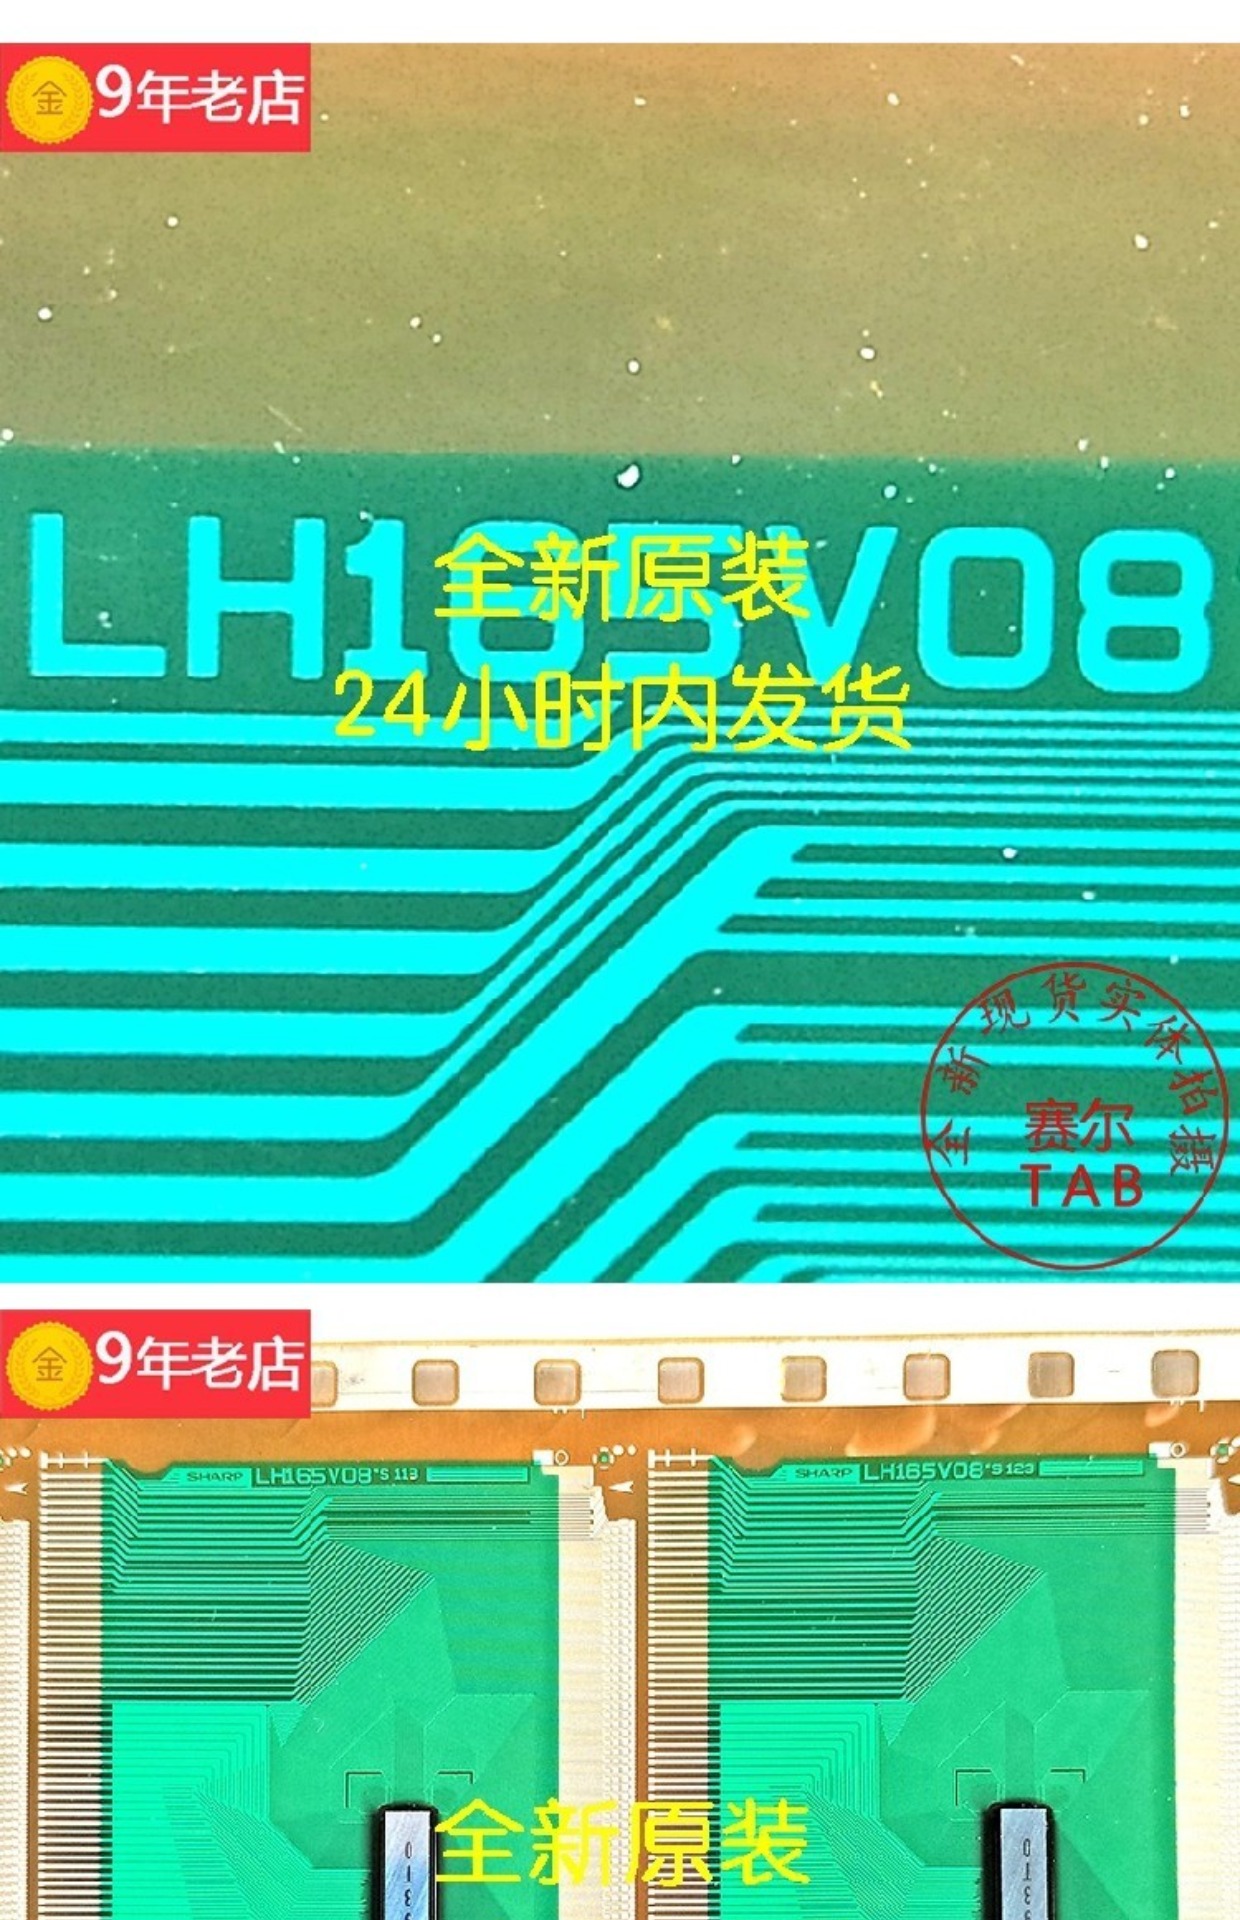 金 9年老店
LH165V08
全新原装
24小时内发货
全新现货实体拍摄
赛尔
TAB
金 9年老店
SHARP LH165V08 *S 113
SHARP LH165V08 *S 123
全新原装